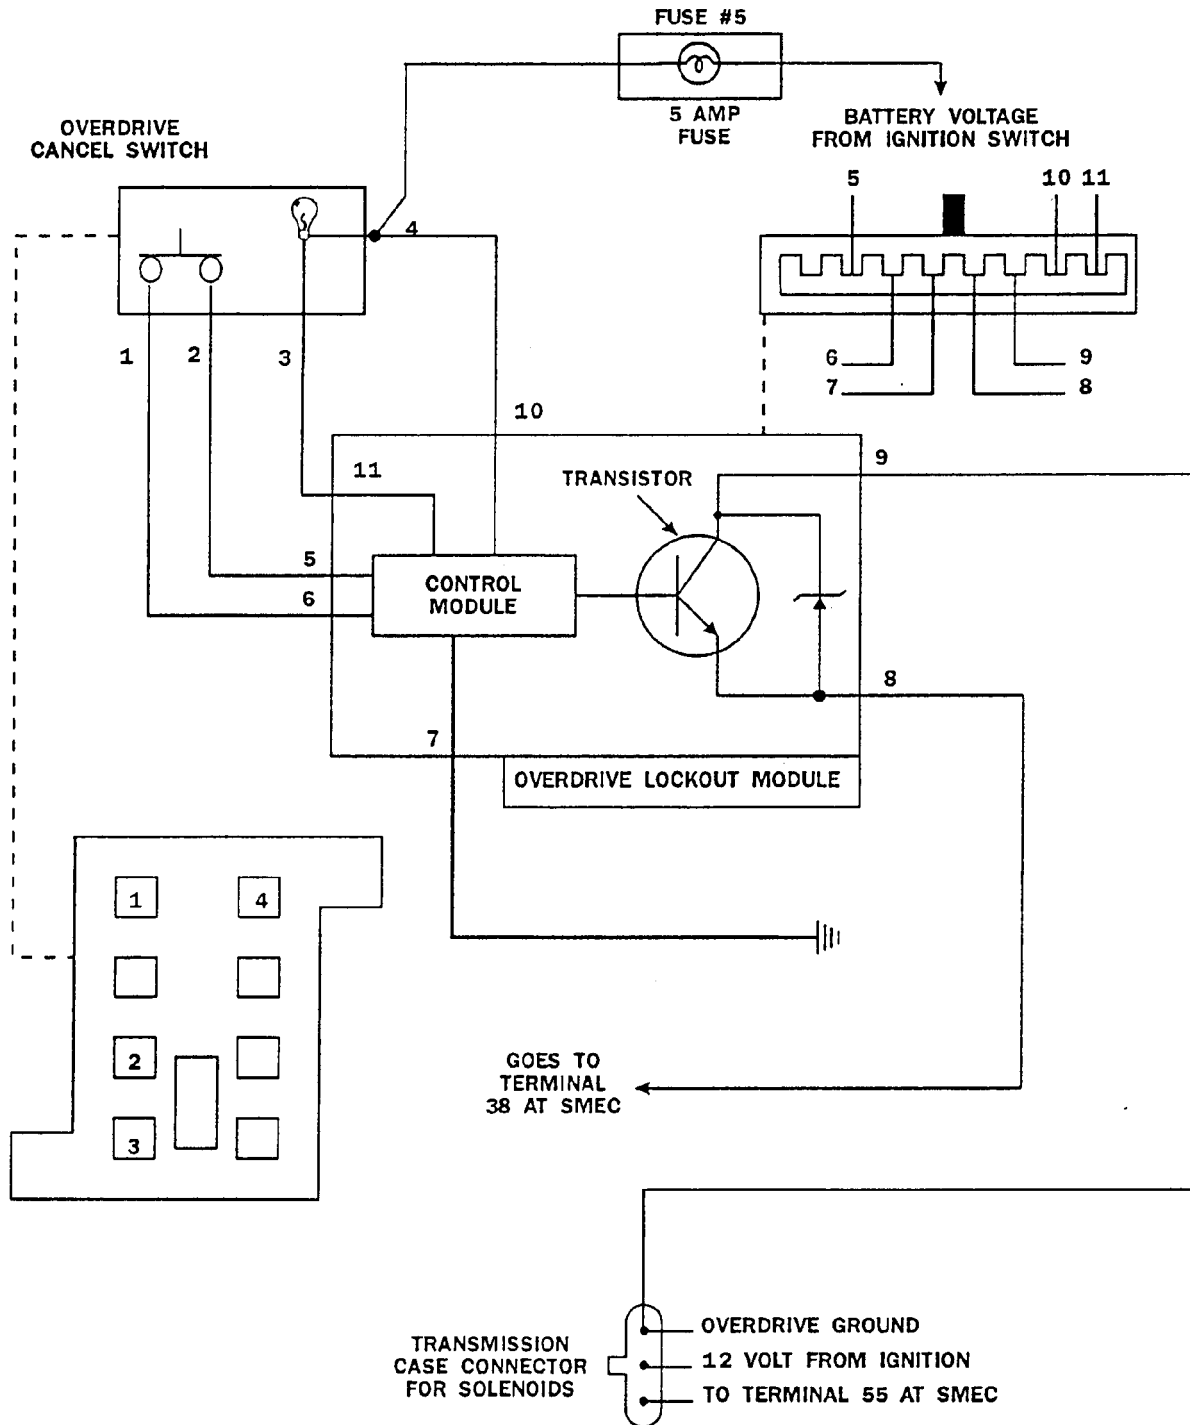 FUSE #5
5 AMP
FUSE
OVERDRIVE
CANCEL SWITCH
BATTERY VOLTAGE
FROM IGNITION SWITCH
5
10 11
4
1
2
3
6
7
9
8
10
11
TRANSISTOR
9
5
6
CONTROL
MODULE
8
7
OVERDRIVE LOCKOUT MODULE
1
4
2
3
GOES TO
TERMINAL
38 AT SMEC
TRANSMISSION
CASE CONNECTOR
FOR SOLENOIDS
OVERDRIVE GROUND
12 VOLT FROM IGNITION
TO TERMINAL 55 AT SMEC